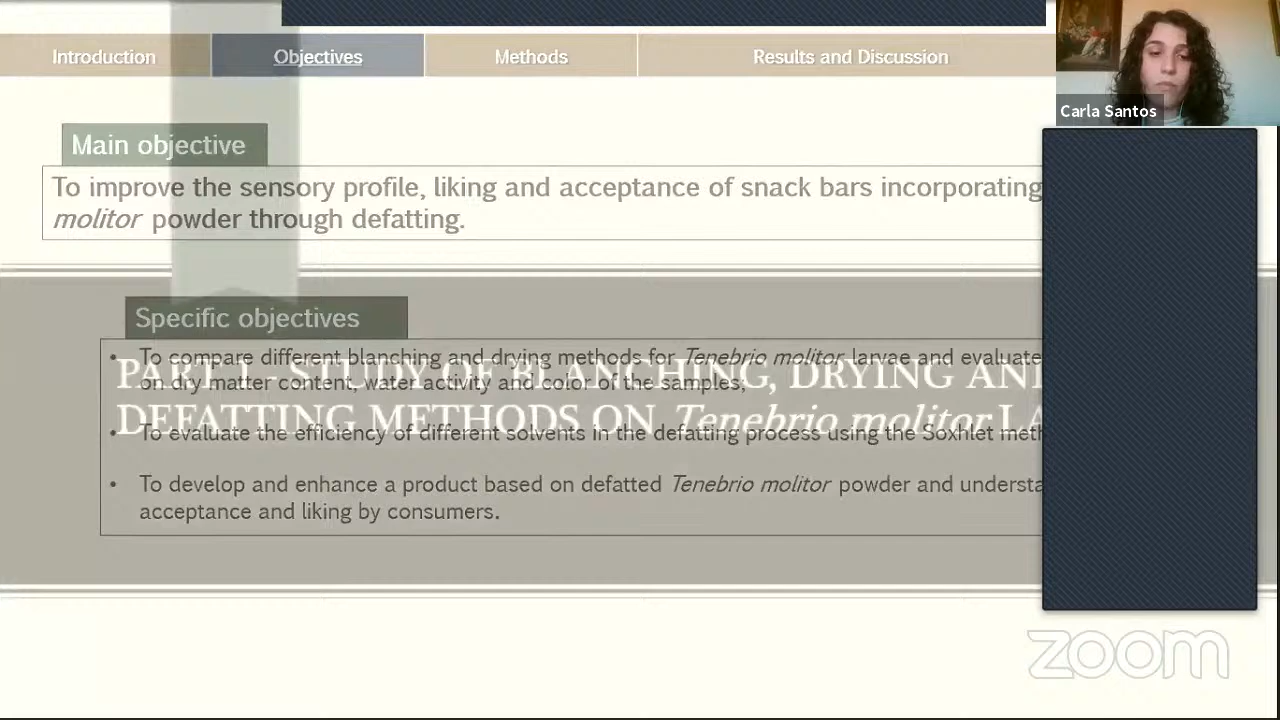 Introduction
Objectives
Methods
Results and Discussion
Carla Santos
Main objective
To improve the sensory profile, liking and acceptance of snack bars incorporating
molitor powder through defatting.
Specific objectives
• To compare different blanching and drying methods for Tenebrio molitor larvae and evaluate
on dry matter content, water activity and color of the samples;
PART I - STUDY OF BLANCHING, DRYING AND
DEFATTING METHODS ON Tenebrio molitor
• To evaluate the efficiency of different solvents in the defatting process using the Soxhlet
• To develop and enhance a product based on defatted Tenebrio molitor powder and
acceptance and liking by consumers.
zoom